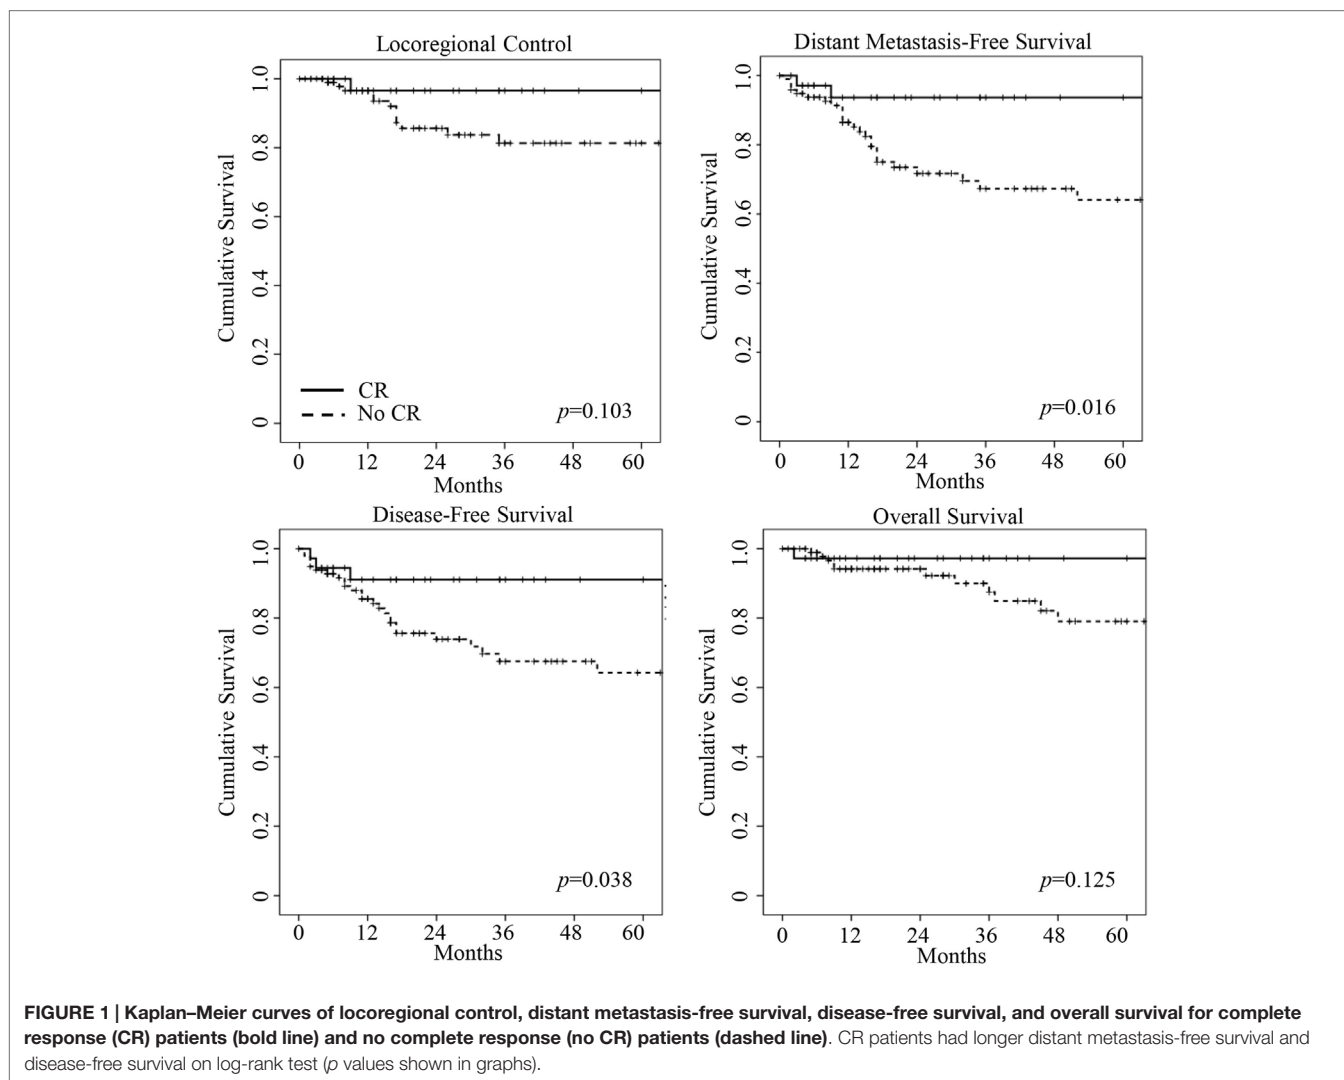 Locoregional Control
Cumulative Survival
1.0
0.8
0.6
0.4
0.2
0
CR
No CR
p=0.103
0 12 24 36 48 60
Months
Distant Metastasis-Free Survival
Cumulative Survival
1.0
0.8
0.6
0.4
0.2
0
p=0.016
0 12 24 36 48 60
Months
Disease-Free Survival
Cumulative Survival
1.0
0.8
0.6
0.4
0.2
0
p=0.038
0 12 24 36 48 60
Months
Overall Survival
Cumulative Survival
1.0
0.8
0.6
0.4
0.2
0
p=0.125
0 12 24 36 48 60
Months
FIGURE 1 | Kaplan–Meier curves of locoregional control, distant metastasis-free survival, disease-free survival, and overall survival for complete
response (CR) patients (bold line) and no complete response (no CR) patients (dashed line). CR patients had longer distant metastasis-free survival and
disease-free survival on log-rank test (p values shown in graphs).